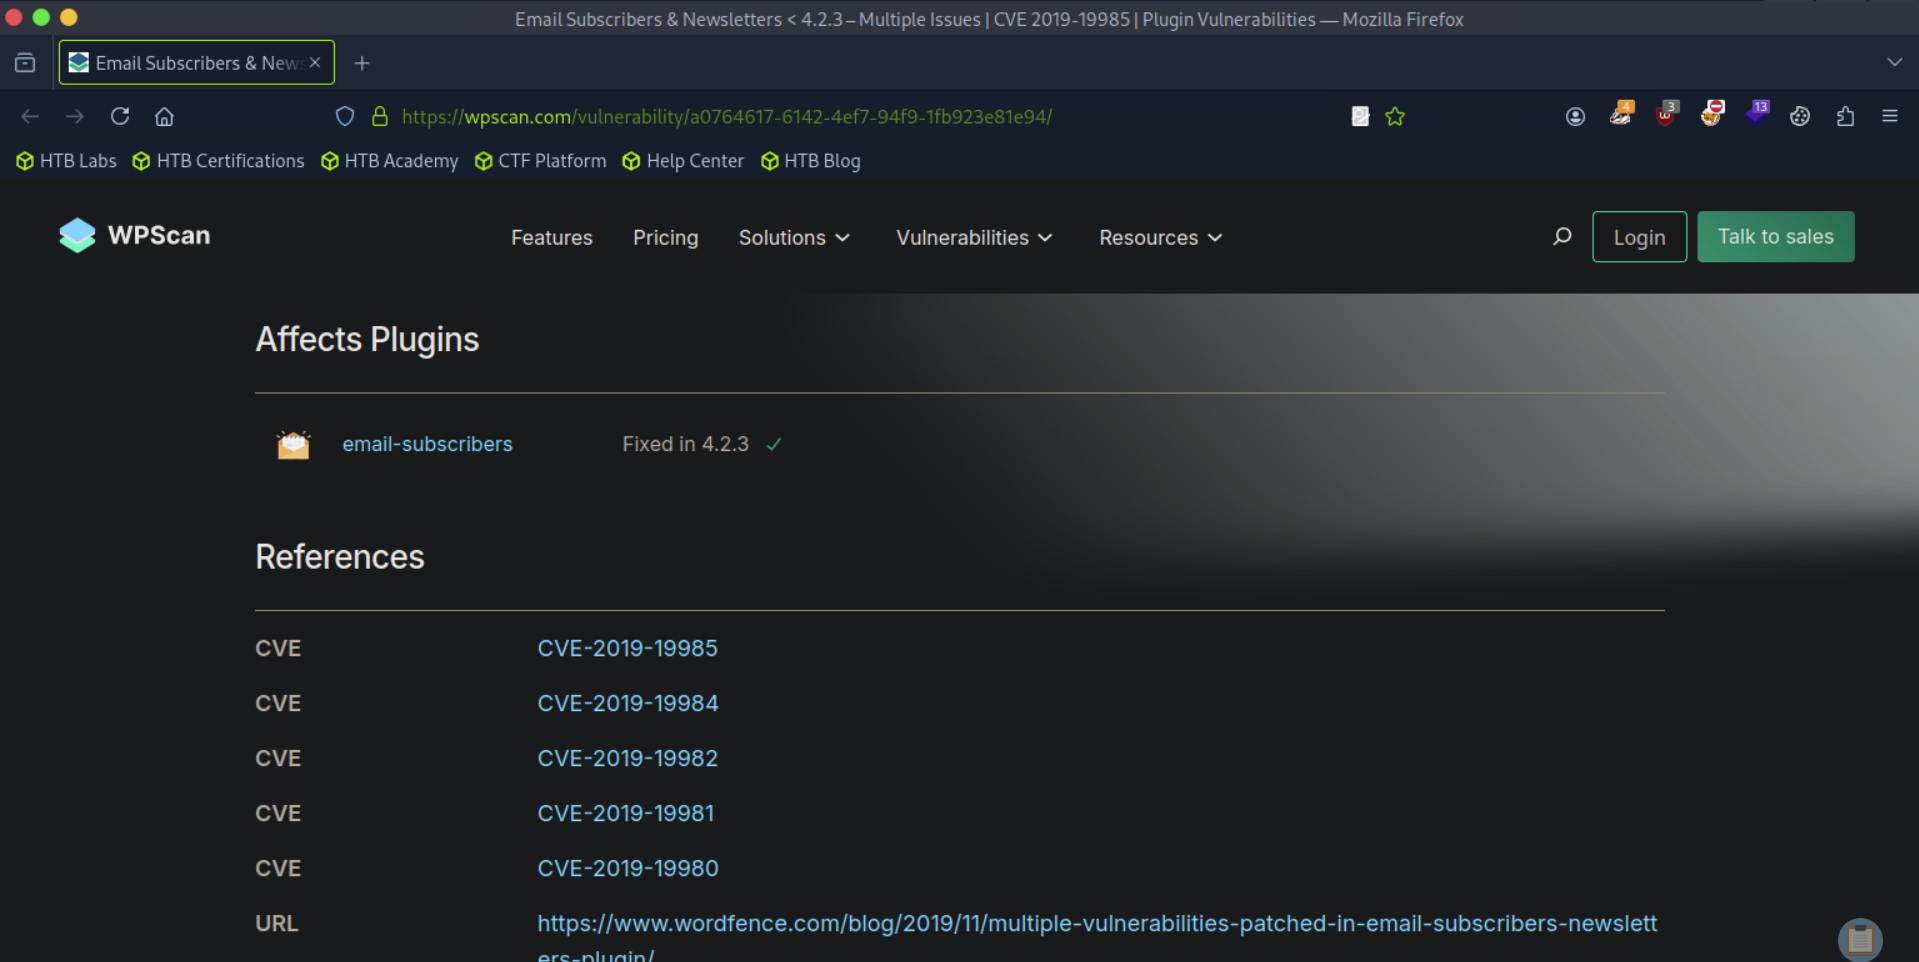 Email Subscribers & Newsletters < 4.2.3 – Multiple Issues | CVE 2019-19985 | Plugin Vulnerabilities — Mozilla Firefox
Email Subscribers & New
https://wpscan.com/vulnerability/a0764617-6142-4ef7-94f9-1fb923e81e94/
4
3
13
HTB Labs
HTB Certifications
HTB Academy
CTF Platform
Help Center
HTB Blog
WPScan
Features
Pricing
Solutions
Vulnerabilities
Resources
Login
Talk to sales
Affects Plugins
email-subscribers
Fixed in 4.2.3
References
CVE CVE-2019-19985
CVE CVE-2019-19984
CVE CVE-2019-19982
CVE CVE-2019-19981
CVE CVE-2019-19980
URL https://www.wordfence.com/blog/2019/11/multiple-vulnerabilities-patched-in-email-subscribers-newslett
ers-plugin/